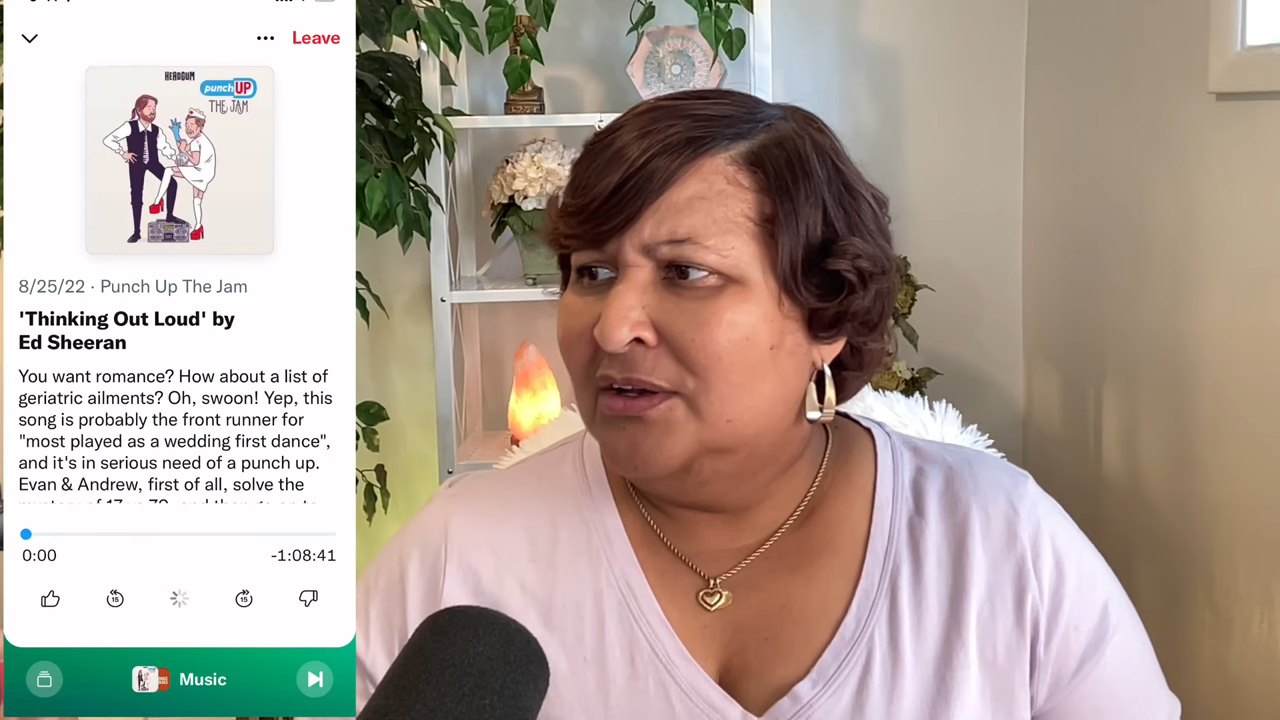 Leave
HEADGUM
punch UP
THE JAM
8/25/22 · Punch Up The Jam
'Thinking Out Loud' by
Ed Sheeran
You want romance? How about a list of
geriatric ailments? Oh, swoon! Yep, this
song is probably the front runner for
"most played as a wedding first dance",
and it's in serious need of a punch up.
Evan & Andrew, first of all, solve the
0:00
-1:08:41
15
15
Music